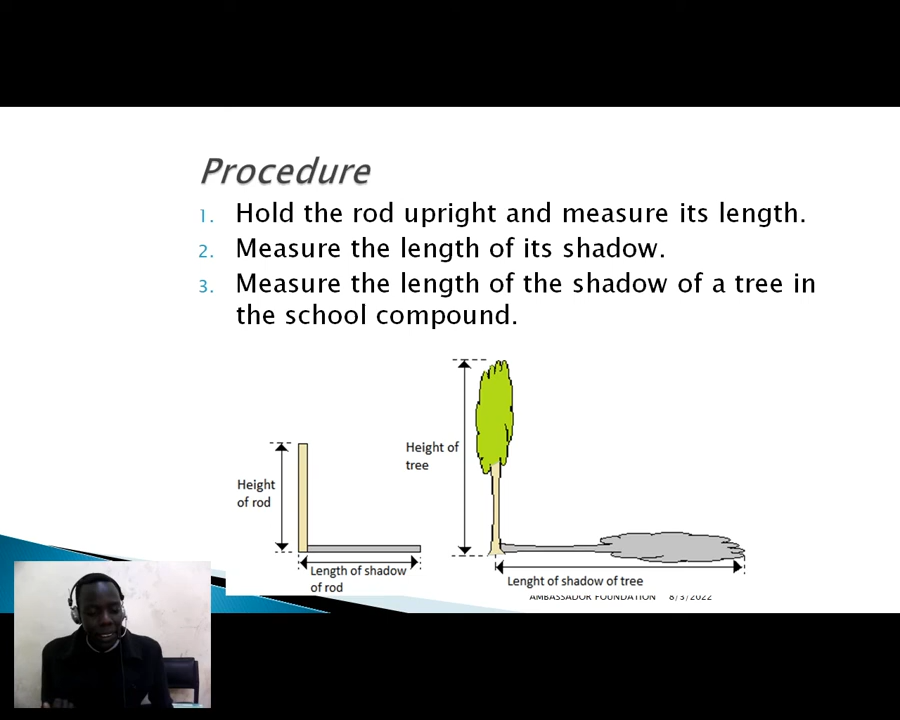 Procedure
1. Hold the rod upright and measure its length.
2. Measure the length of its shadow.
3. Measure the length of the shadow of a tree in
the school compound.
Height of
tree
Height
of rod
Length of shadow
of rod
Lenght of shadow of tree
AMBASSADOR FOUNDATION 8/3/2022